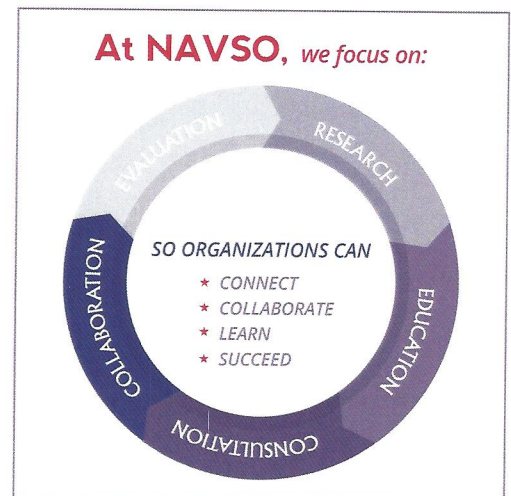 At NAVSO, we focus on:
EVALUATION
RESEARCH
EDUCATION
CONSULTATION
COLLABORATION
SO ORGANIZATIONS CAN
★ CONNECT
★ COLLABORATE
★ LEARN
★ SUCCEED